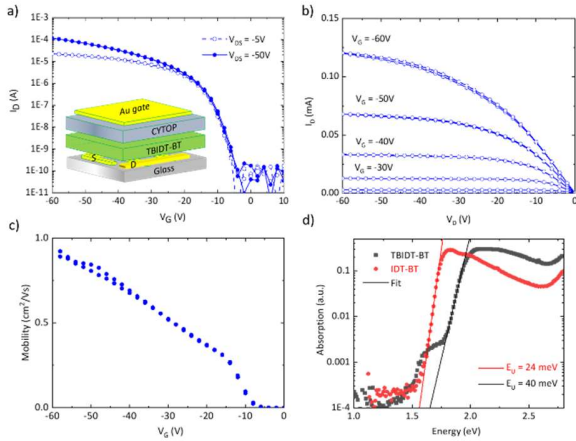 a)
1E-3
1E-4
1E-5
1E-6
1E-7
1E-8
1E-9
1E-10
1E-11
I_D (A)
V_DS = -5V
V_DS = -50V
Au gate
CYTOP
TBIDT-BT
S
D
Glass
-60 -50 -40 -30 -20 -10 0 10
V_G (V)
b)
0.15
0.10
0.05
0.00
I_D (mA)
V_G = -60V
V_G = -50V
V_G = -40V
V_G = -30V
-60 -50 -40 -30 -20 -10 0
V_D (V)
c)
1.0
0.5
0.0
Mobility (cm²/Vs)
-60 -50 -40 -30 -20 -10 0
V_G (V)
d)
0.1
0.01
0.001
1E-4
Absorption (a.u.)
TBIDT-BT
IDT-BT
Fit
E_U = 24 meV
E_U = 40 meV
1.0 1.5 2.0 2.5
Energy (eV)